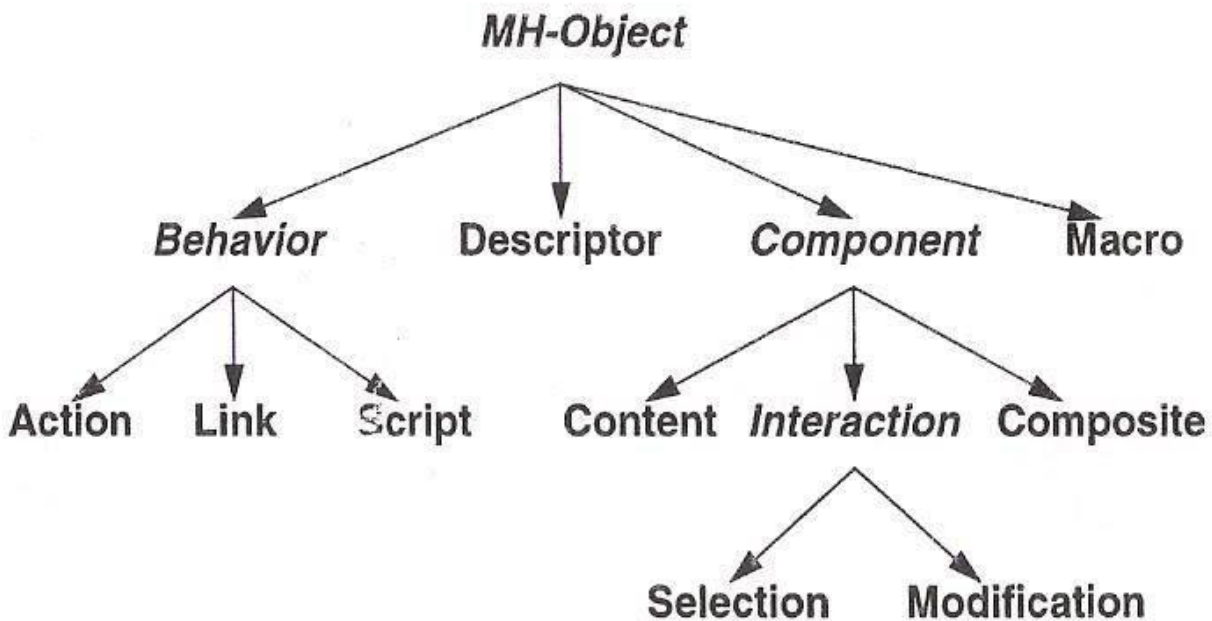 MH-Object
Behavior Descriptor Component Macro
Action Link Script Content Interaction Composite
Selection Modification